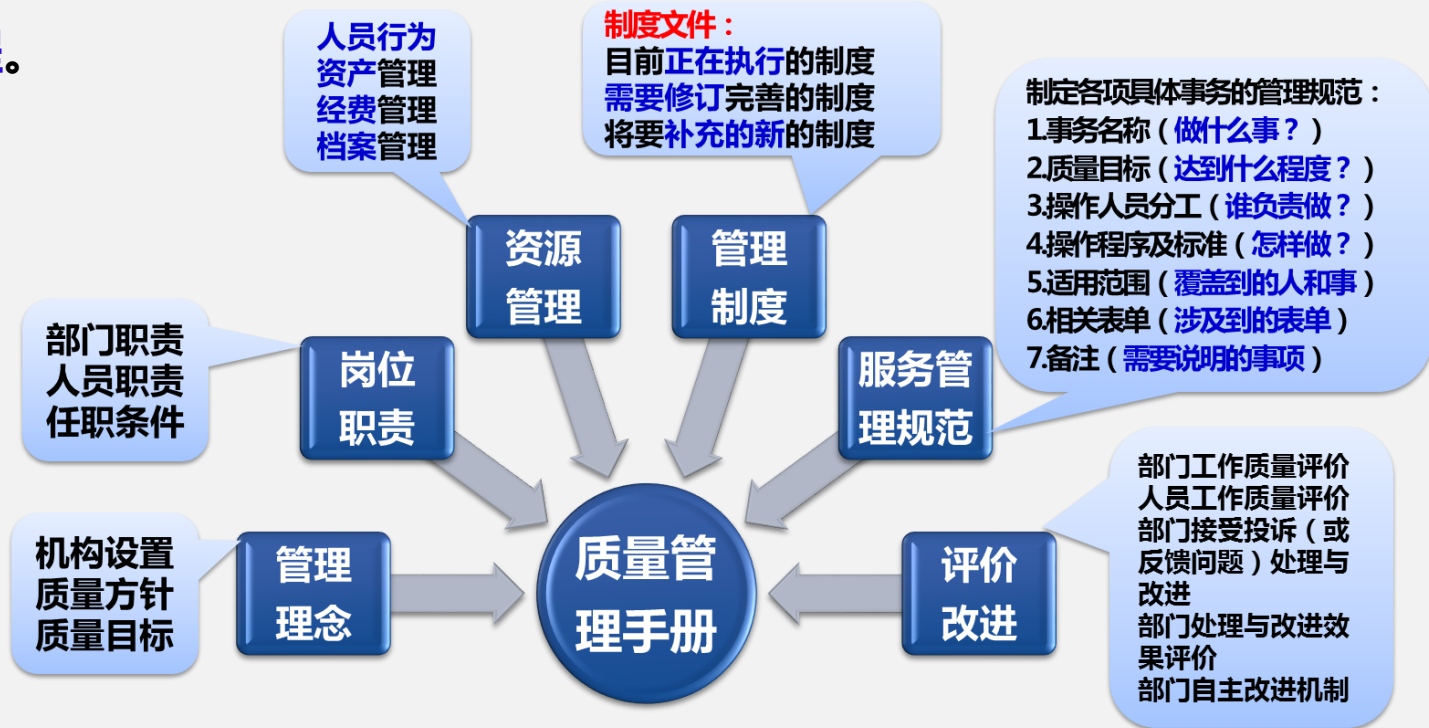 。
人员行为
资产管理
经费管理
档案管理
制度文件：
目前正在执行的制度
需要修订完善的制度
将要补充的新的制度
制定各项具体事务的管理规范：
1.事务名称（做什么事？）
2.质量目标（达到什么程度？）
3.操作人员分工（谁负责做？）
4.操作程序及标准（怎样做？）
5.适用范围（覆盖到的人和事）
6.相关表单（涉及到的表单）
7.备注（需要说明的事项）
资源
管理
管理
制度
部门职责
人员职责
任职条件
岗位
职责
服务管
理规范
机构设置
质量方针
质量目标
管理
理念
质量管
理手册
评价
改进
部门工作质量评价
人员工作质量评价
部门接受投诉（或
反馈问题）处理与
改进
部门处理与改进效
果评价
部门自主改进机制